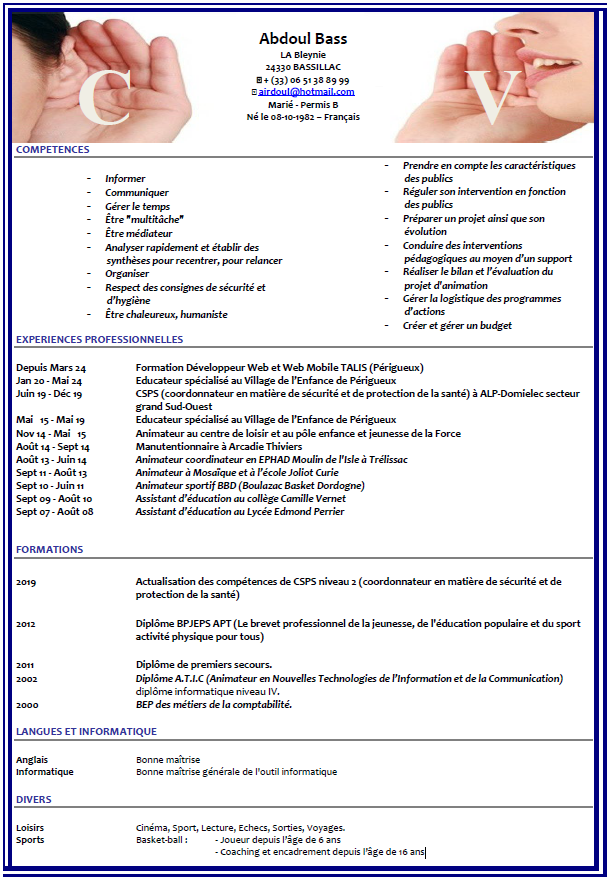 C
V
Abdoul Bass
LA Bleynie
24330 BASSILLAC
+ (33) 06 51 38 89 99
airdoul@hotmail.com
Marié - Permis B
Né le 08-10-1982 – Français
COMPETENCES
- Informer
- Communiquer
- Gérer le temps
- Être "multitâche"
- Être médiateur
- Analyser rapidement et établir des
synthèses pour recentrer, pour relancer
- Organiser
- Respect des consignes de sécurité et
d’hygiène
- Être chaleureux, humaniste
- Prendre en compte les caractéristiques
des publics
- Réguler son intervention en fonction
des publics
- Préparer un projet ainsi que son
évolution
- Conduire des interventions
pédagogiques au moyen d’un support
- Réaliser le bilan et l’évaluation du
projet d'animation
- Gérer la logistique des programmes
d’actions
- Créer et gérer un budget
EXPERIENCES PROFESSIONNELLES
Depuis Mars 24 Formation Développeur Web et Web Mobile TALIS (Périgueux)
Jan 20 - Mai 24 Educateur spécialisé au Village de l’Enfance de Périgueux
Juin 19 - Déc 19 CSPS (coordonnateur en matière de sécurité et de protection de la santé) à ALP-Domielec secteur
grand Sud-Ouest
Mai 15 - Mai 19 Educateur spécialisé au Village de l’Enfance de Périgueux
Nov 14 - Mai 15 Animateur au centre de loisir et au pôle enfance et jeunesse de la Force
Août 14 - Sept 14 Manutentionnaire à Arcadie Thiviers
Août 13 - Juin 14 Animateur coordinateur en EPHAD Moulin de l’Isle à Trélissac
Sept 11 - Août 13 Animateur à Mosaïque et à l’école Joliot Curie
Sept 10 - Juin 11 Animateur sportif BBD (Boulazac Basket Dordogne)
Sept 09 - Août 10 Assistant d’éducation au collège Camille Vernet
Sept 07 - Août 08 Assistant d’éducation au Lycée Edmond Perrier
FORMATIONS
2019 Actualisation des compétences de CSPS niveau 2 (coordonnateur en matière de sécurité et de
protection de la santé)
2012 Diplôme BPJEPS APT (Le brevet professionnel de la jeunesse, de l'éducation populaire et du sport
activité physique pour tous)
2011 Diplôme de premiers secours.
2002 Diplôme A.T.I.C (Animateur en Nouvelles Technologies de l’Information et de la Communication)
diplôme informatique niveau IV.
2000 BEP des métiers de la comptabilité.
LANGUES ET INFORMATIQUE
Anglais Bonne maîtrise
Informatique Bonne maîtrise générale de l’outil informatique
DIVERS
Loisirs Cinéma, Sport, Lecture, Echecs, Sorties, Voyages.
Sports Basket-ball : - Joueur depuis l’âge de 6 ans
- Coaching et encadrement depuis l’âge de 16 ans